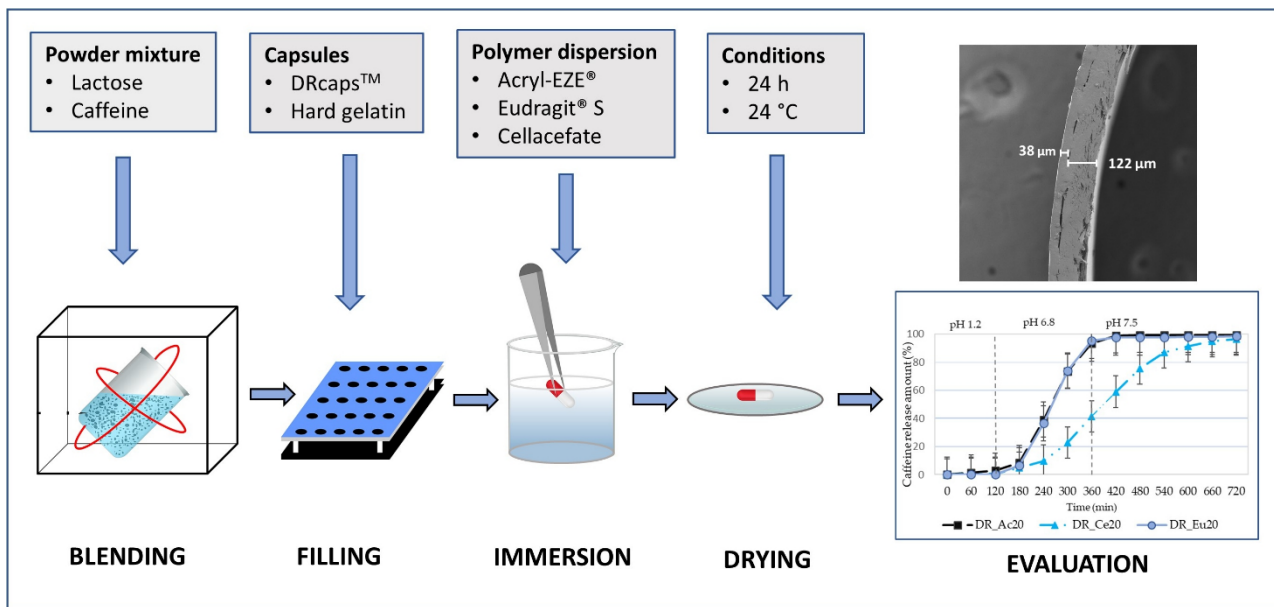 Powder mixture
• Lactose
• Caffeine
Capsules
• DRcaps™
• Hard gelatin
Polymer dispersion
• Acryl-EZE®
• Eudragit® S
• Cellacefate
Conditions
• 24 h
• 24 °C
38 µm
122 µm
pH 1.2
pH 6.8
pH 7.5
Caffeine release amount (%)
100
80
60
40
20
0
0 60 120 180 240 300 360 420 480 540 600 660 720
Time (min)
DR_Ac20 DR_Ce20 DR_Eu20
BLENDING
FILLING
IMMERSION
DRYING
EVALUATION